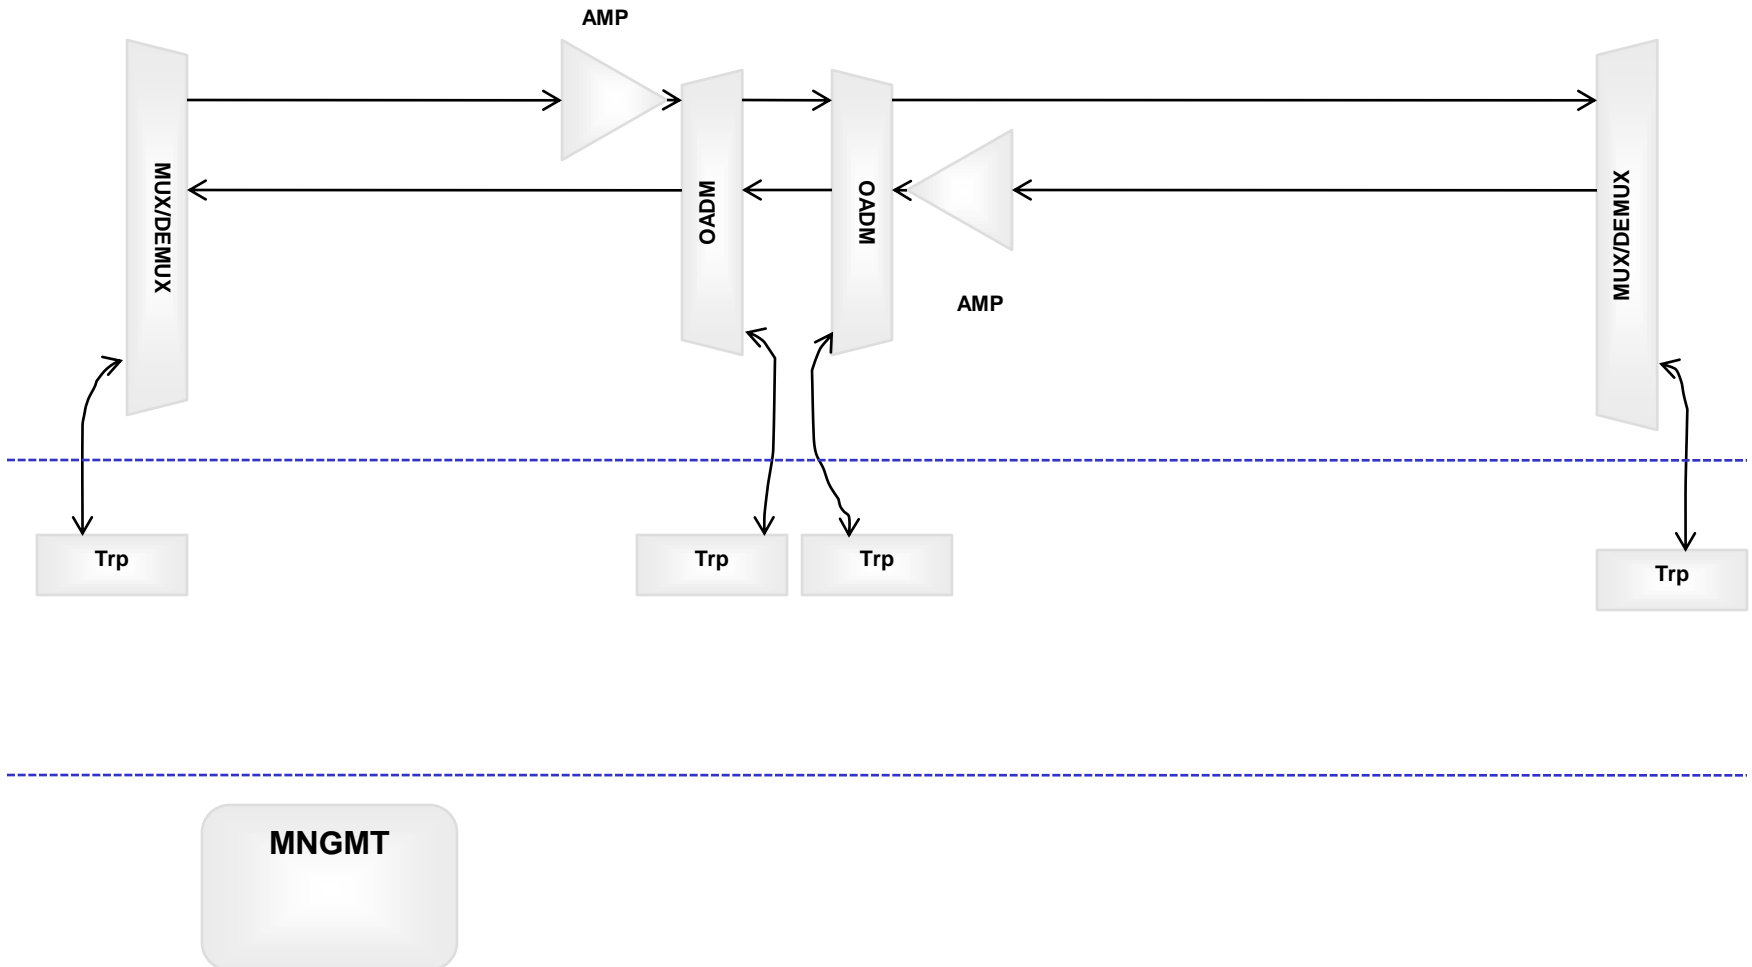 AMP
MUX/DEMUX
OADM
OADM
MUX/DEMUX
AMP
Trp
Trp
Trp
Trp
MNGMT